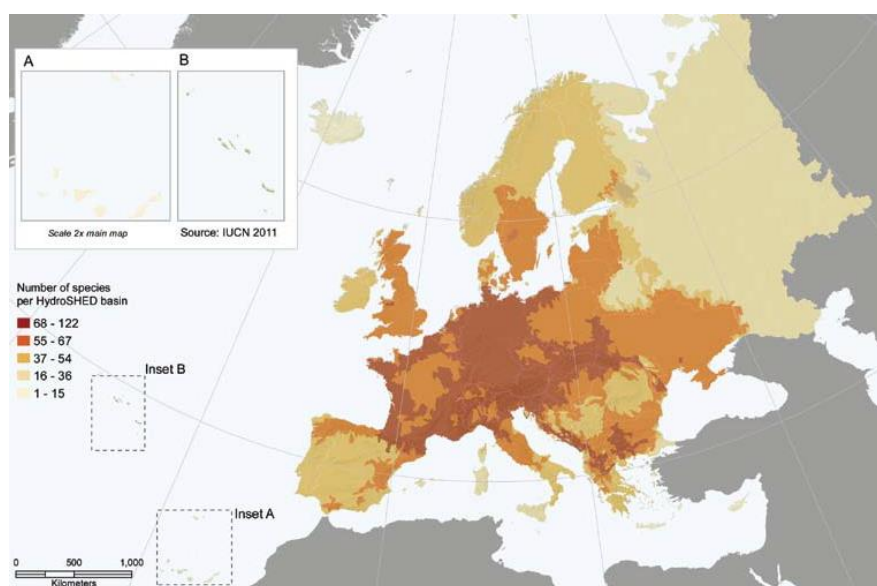 A
B
Scale 2x main map
Source: IUCN 2011
Number of species
per HydroSHED basin
68 - 122
55 - 67
37 - 54
16 - 36
1 - 15
Inset B
Inset A
0 500 1,000
Kilometers